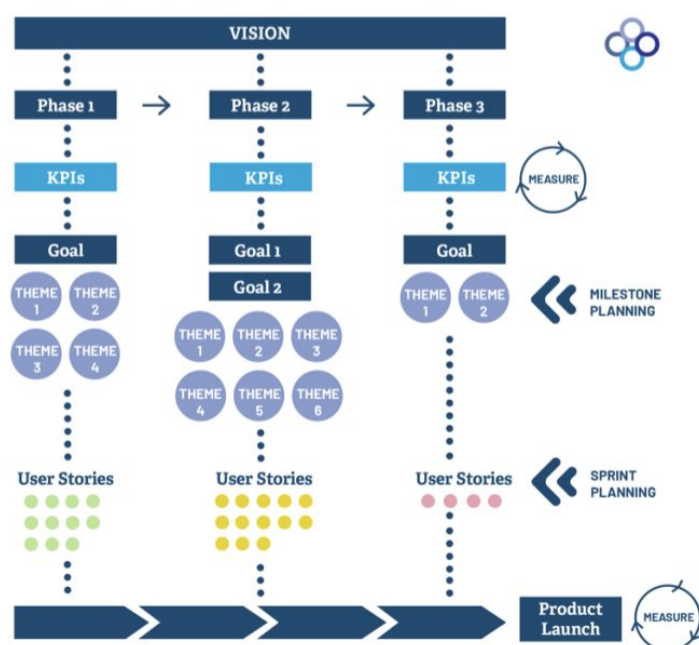 VISION
Phase 1
Phase 2
Phase 3
KPIs
KPIs
KPIs
MEASURE
Goal
Goal 1
Goal
Goal 2
THEME
1
THEME
2
THEME
3
THEME
4
THEME
1
THEME
2
THEME
3
THEME
4
THEME
5
THEME
6
THEME
1
THEME
2
MILESTONE
PLANNING
User Stories
User Stories
User Stories
SPRINT
PLANNING
Product
Launch
MEASURE